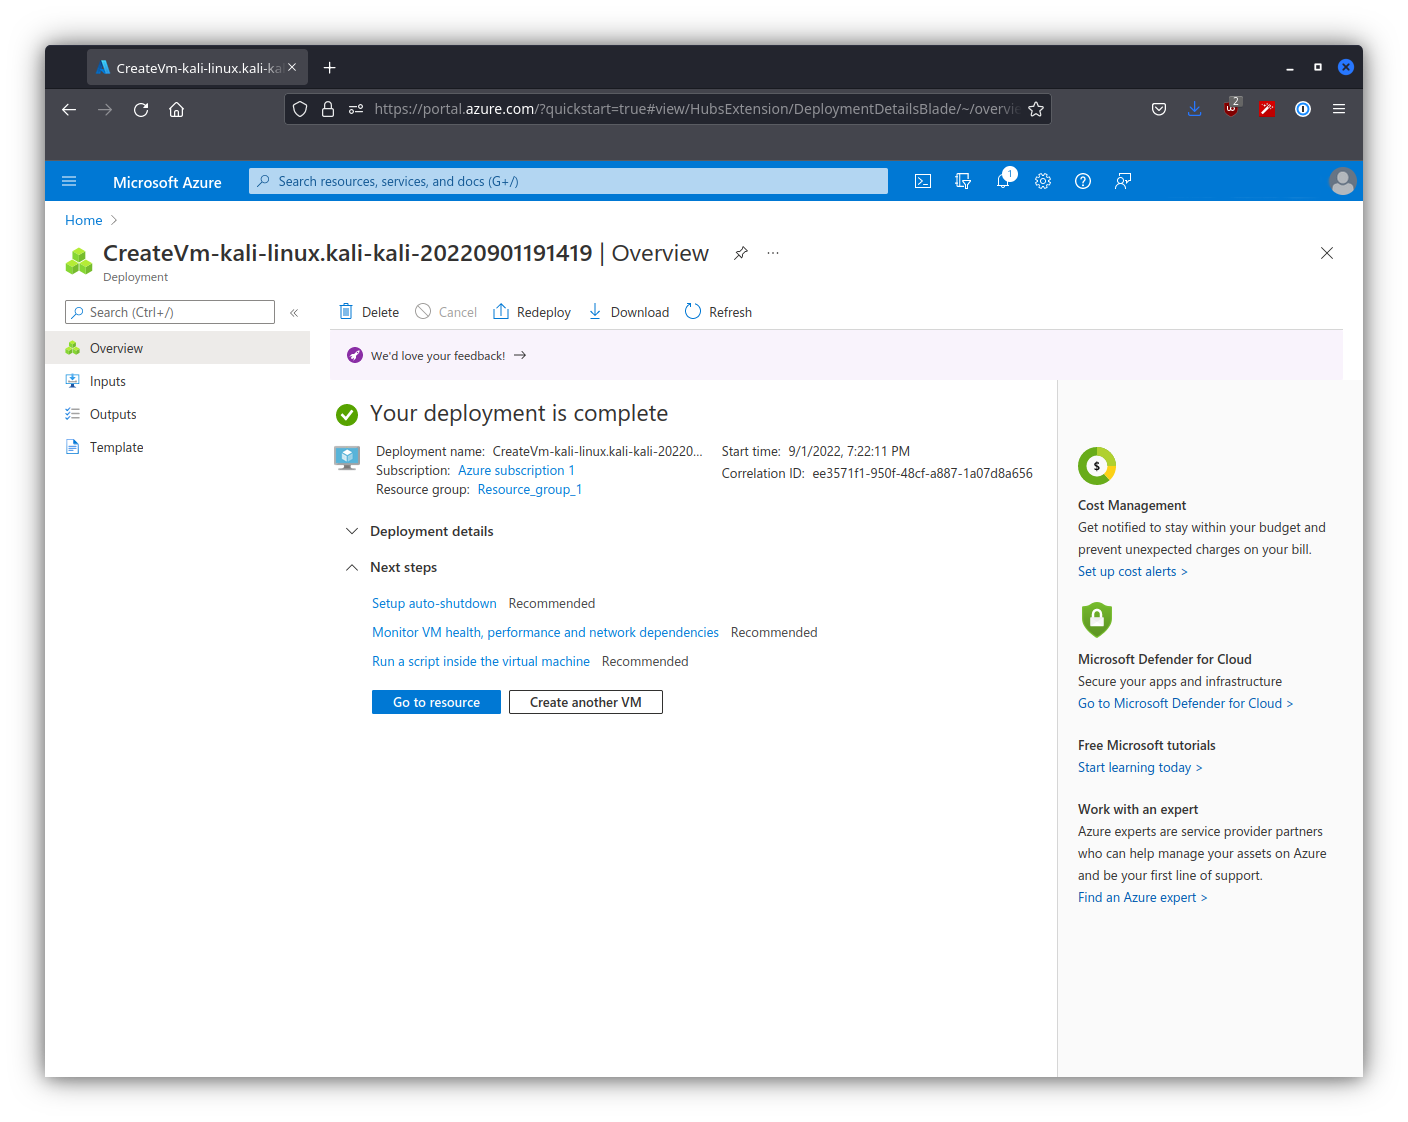 CreateVm-kali-linux.kali-ka
https://portal.azure.com/?quickstart=true#view/HubsExtension/DeploymentDetailsBlade/~/overvie
2
Microsoft Azure
Search resources, services, and docs (G+/)
1
Home
CreateVm-kali-linux.kali-kali-20220901191419 | Overview
...
Deployment
Search (Ctrl+/)
«
Delete
Cancel
Redeploy
Download
Refresh
Overview
Inputs
Outputs
Template
We'd love your feedback! →
Your deployment is complete
Deployment name: CreateVm-kali-linux.kali-kali-20220...
Subscription: Azure subscription 1
Resource group: Resource_group_1
Start time: 9/1/2022, 7:22:11 PM
Correlation ID: ee3571f1-950f-48cf-a887-1a07d8a656
Deployment details
Next steps
Setup auto-shutdown Recommended
Monitor VM health, performance and network dependencies Recommended
Run a script inside the virtual machine Recommended
Go to resource
Create another VM
$
Cost Management
Get notified to stay within your budget and
prevent unexpected charges on your bill.
Set up cost alerts >
Microsoft Defender for Cloud
Secure your apps and infrastructure
Go to Microsoft Defender for Cloud >
Free Microsoft tutorials
Start learning today >
Work with an expert
Azure experts are service provider partners
who can help manage your assets on Azure
and be your first line of support.
Find an Azure expert >